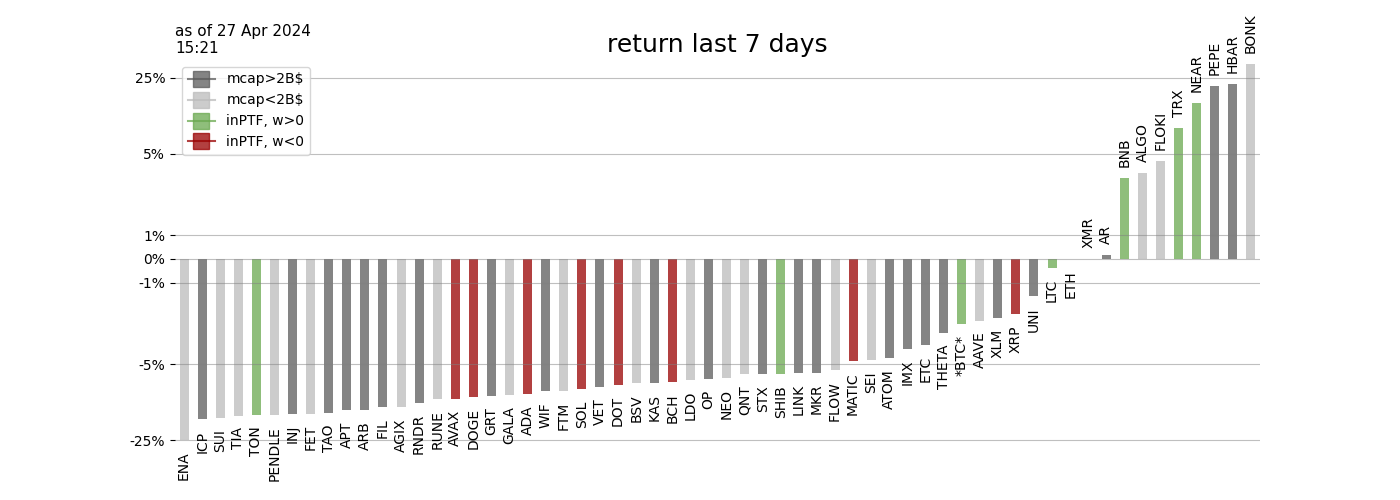 as of 27 Apr 2024
15:21
return last 7 days
mcap>2B$
mcap<2B$
inPTF, w>0
inPTF, w<0
25%
5%
1%
0%
-1%
-5%
-25%
ENA
ICP
SUI
TIA
TON
PENDLE
INJ
FET
TAO
APT
ARB
FIL
AGIX
RNDR
RUNE
AVAX
DOGE
GRT
GALA
ADA
WIF
FTM
SOL
VET
DOT
BSV
KAS
BCH
LDO
OP
NEO
QNT
STX
SHIB
LINK
MKR
FLOW
MATIC
SEI
ATOM
IMX
ETC
THETA
*BTC*
AAVE
XLM
XRP
UNI
LTC
ETH
XMR
AR
BNB
ALGO
FLOKI
TRX
NEAR
PEPE
HBAR
BONK